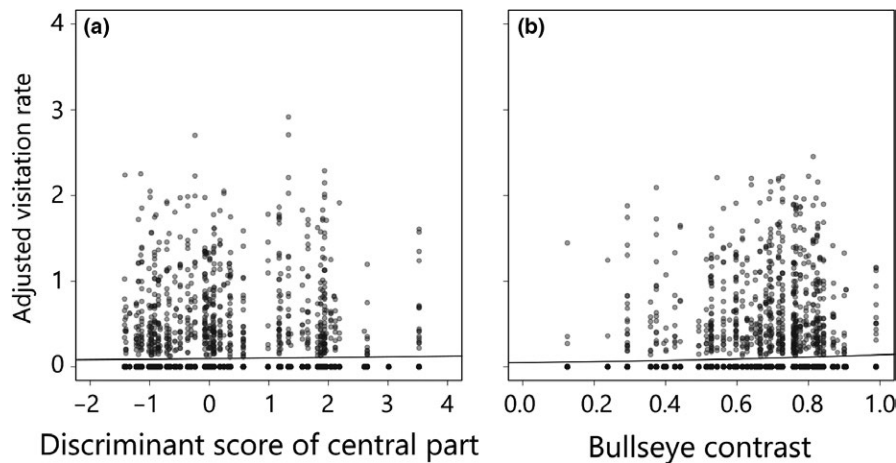 (a)
(b)
Adjusted visitation rate
4
3
2
1
0
−2 −1 0 1 2 3 4
0.0 0.2 0.4 0.6 0.8 1.0
Discriminant score of central part
Bullseye contrast